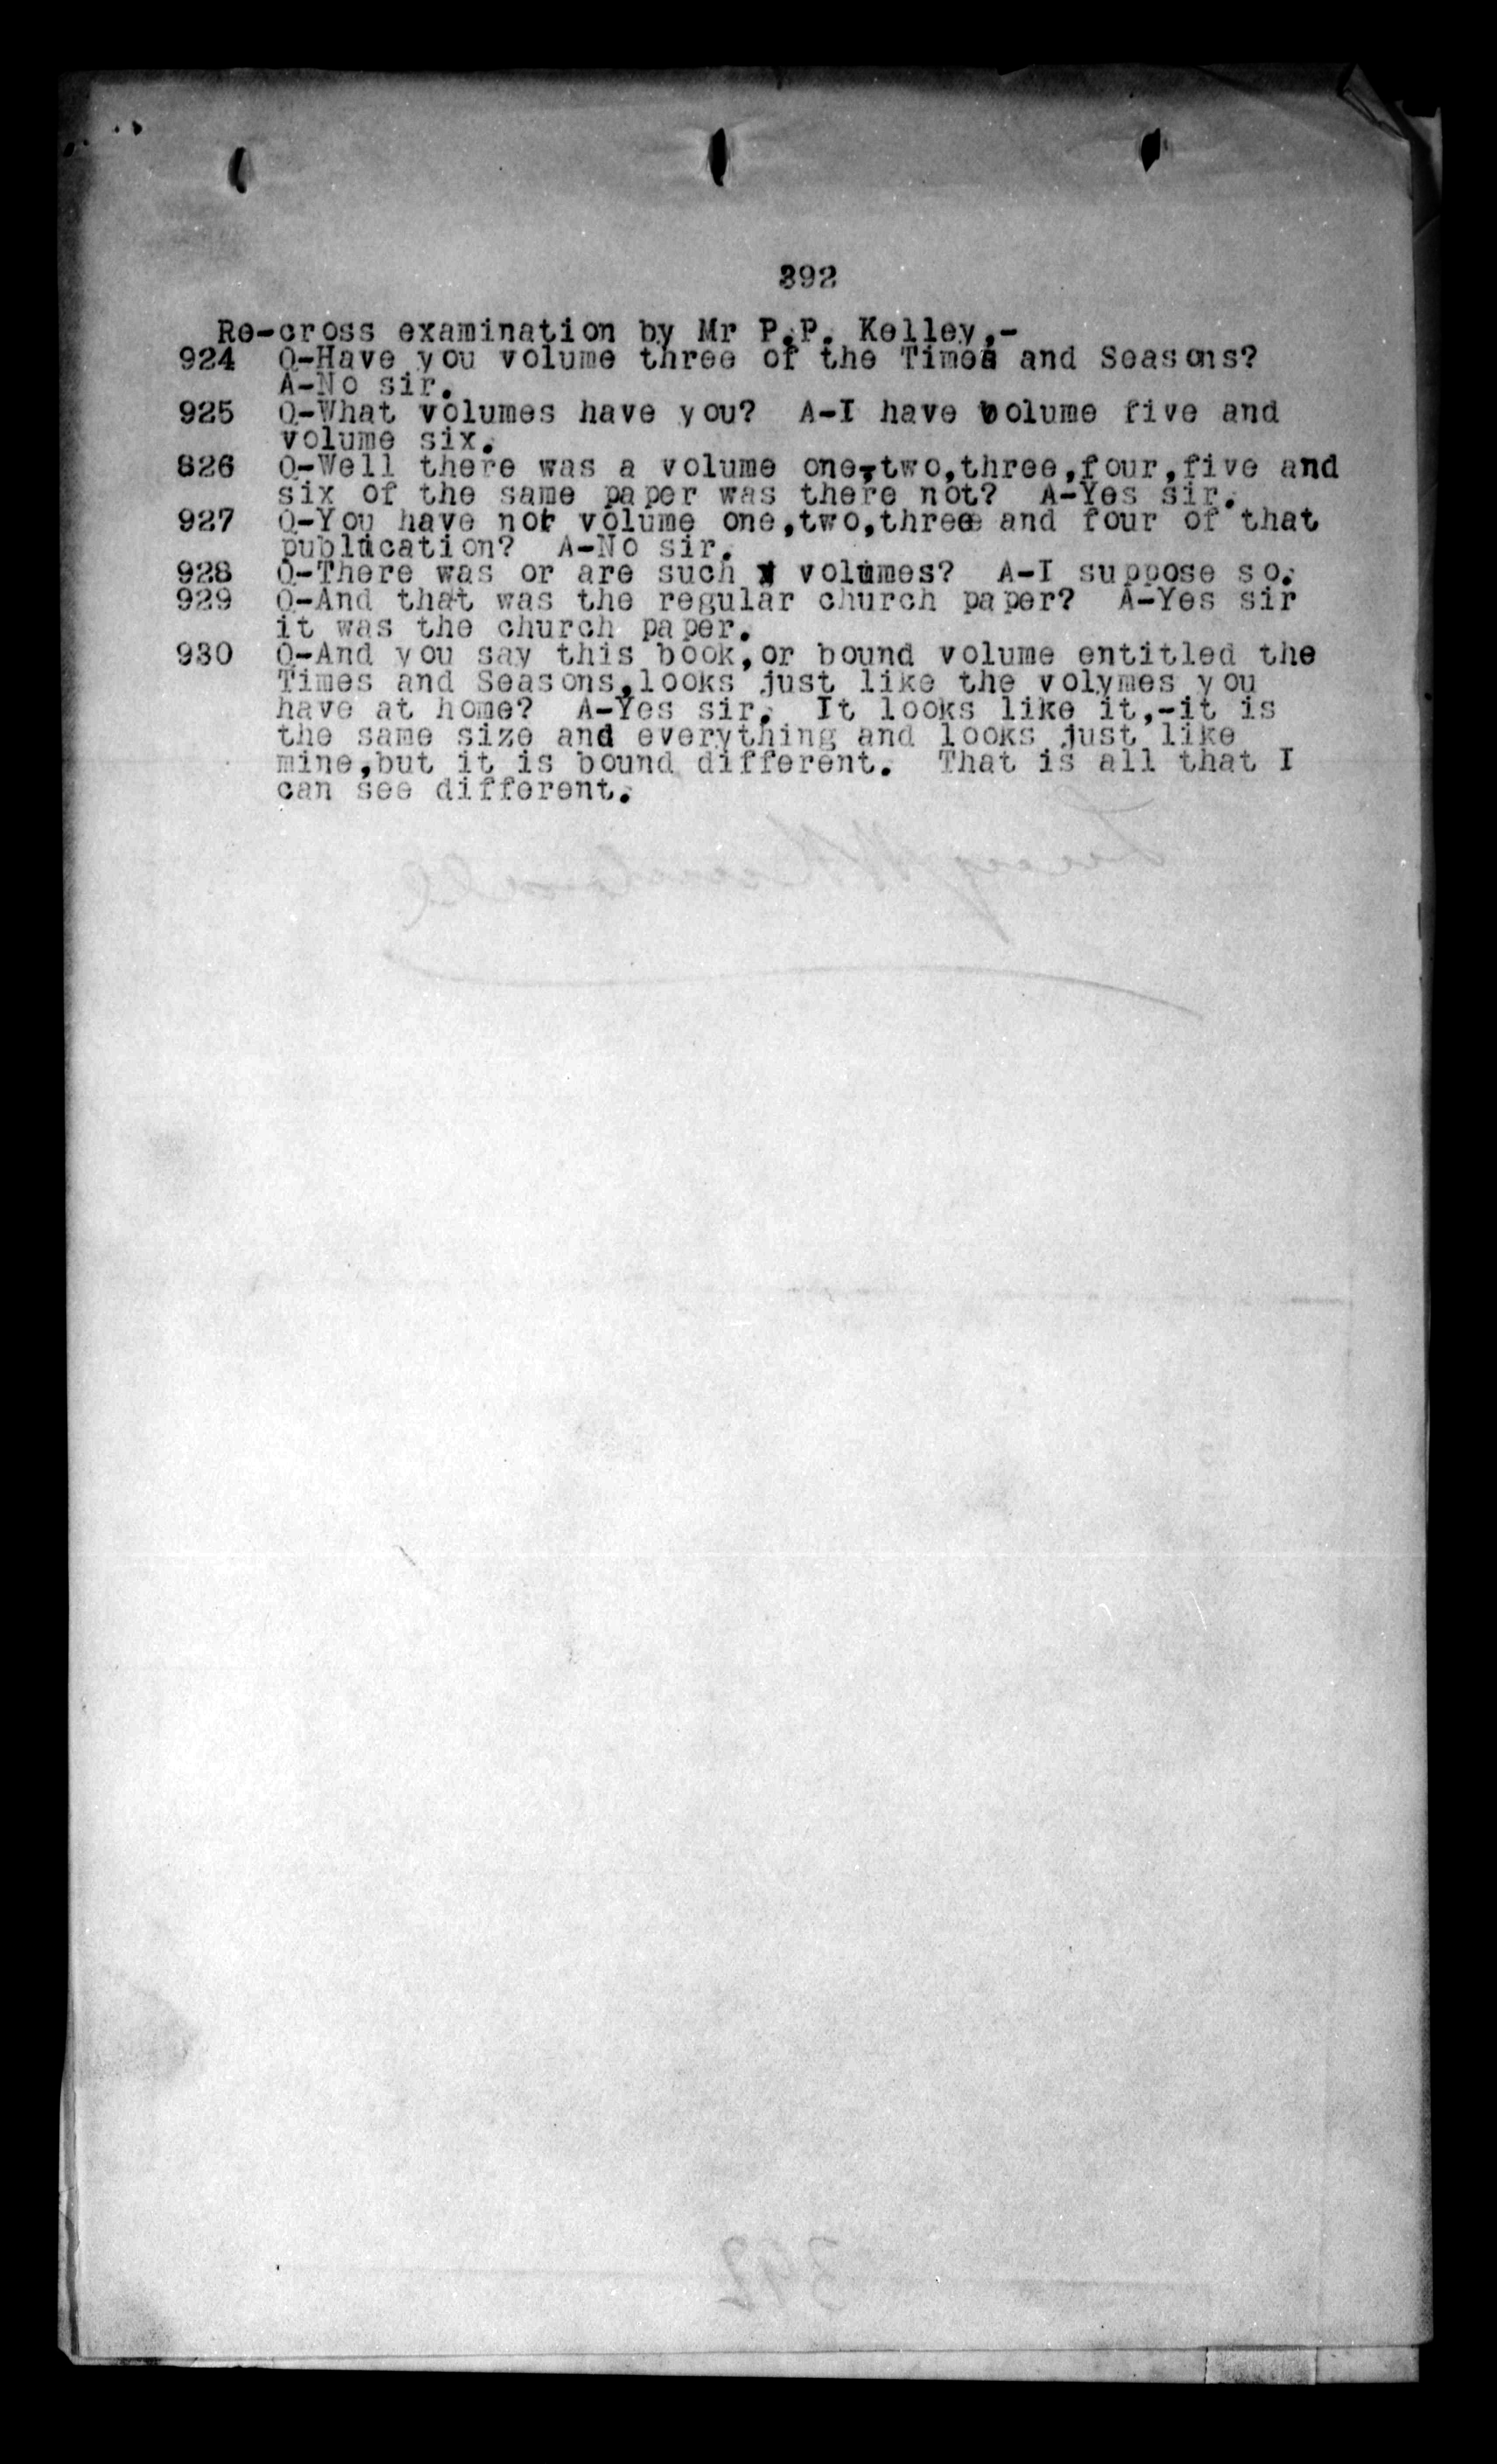 392
Re-cross examination by Mr P.P. Kelley,-
924 Q-Have you volume three of the Times and Seasons?
A-No sir.
925 Q-What volumes have you? A-I have volume five and
volume six.
826 Q-Well there was a volume one,two,three,four,five and
six of the same paper was there not? A-Yes sir.
927 Q-You have not volume one,two,three and four of that
publication? A-No sir.
928 Q-There was or are such volumes? A-I suppose so.
929 Q-And that was the regular church paper? A-Yes sir
it was the church paper.
930 Q-And you say this book,or bound volume entitled the
Times and Seasons,looks just like the volymes you
have at home? A-Yes sir. It looks like it,-it is
the same size and everything and looks just like
mine,but it is bound different. That is all that I
can see different.
392